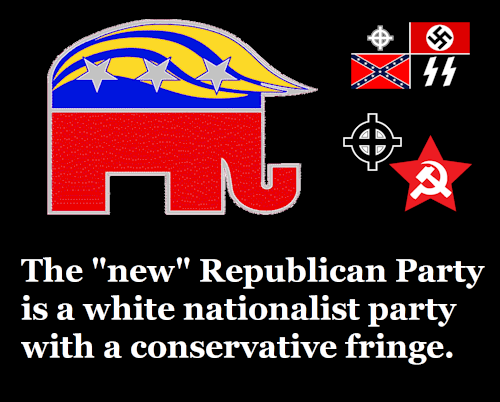 The "new" Republican Party
is a white nationalist party
with a conservative fringe.